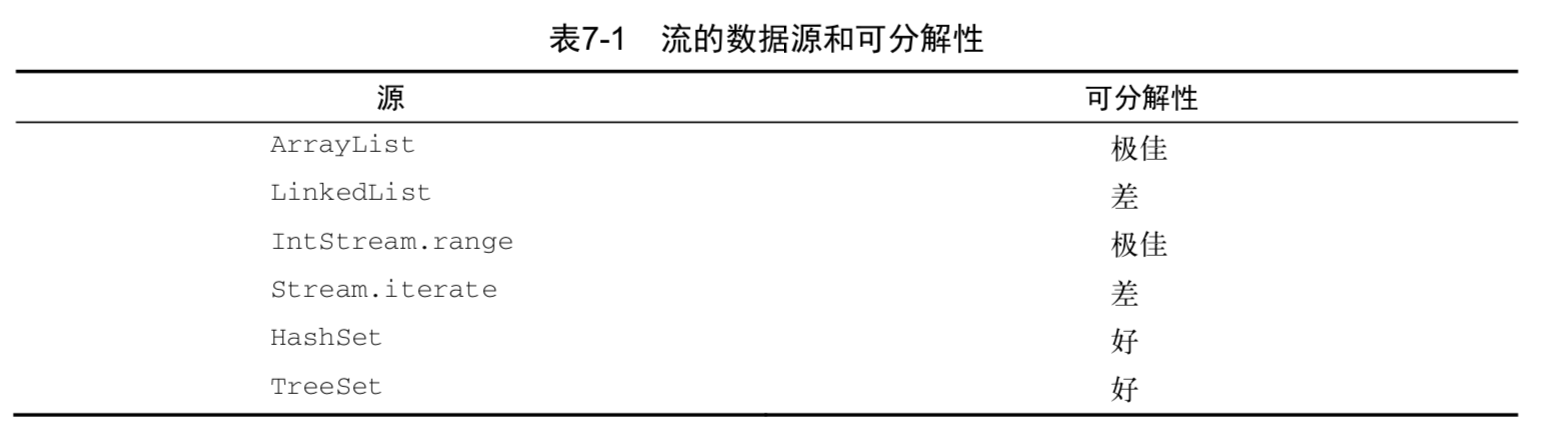 表7-1 流的数据源和可分解性
源 可分解性
ArrayList 极佳
LinkedList 差
IntStream.range 极佳
Stream.iterate 差
HashSet 好
TreeSet 好